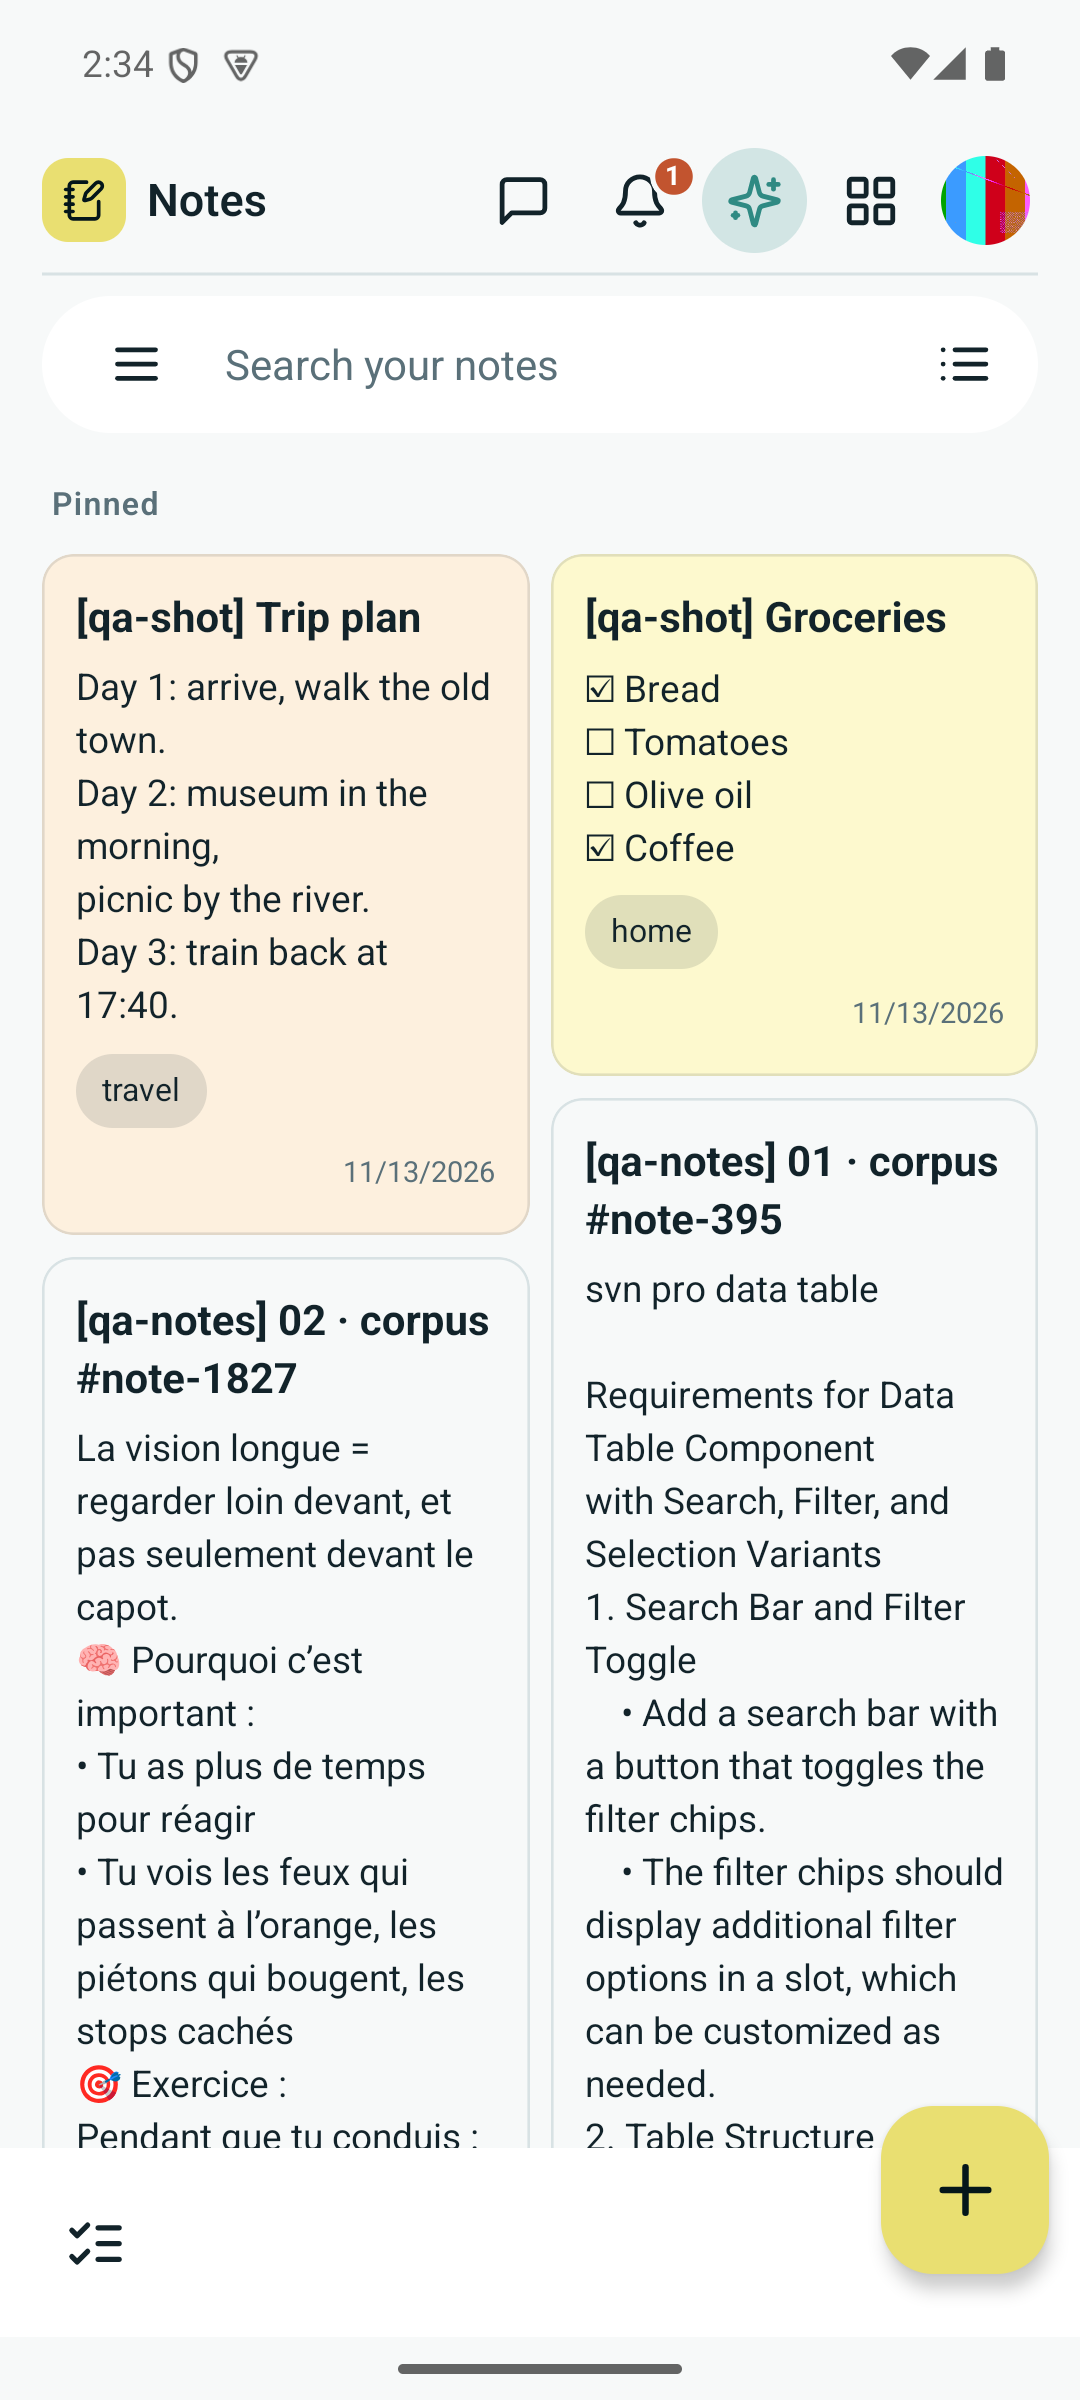 2:34
Notes
1
Search your notes
Pinned
[qa-shot] Trip plan
Day 1: arrive, walk the old
town.
Day 2: museum in the
morning,
picnic by the river.
Day 3: train back at
17:40.
travel
11/13/2026
[qa-shot] Groceries
☑ Bread
☐ Tomatoes
☐ Olive oil
☑ Coffee
home
11/13/2026
[qa-notes] 02 · corpus
#note-1827
La vision longue =
regarder loin devant, et
pas seulement devant le
capot.
🧠 Pourquoi c’est
important :
• Tu as plus de temps
pour réagir
• Tu vois les feux qui
passent à l’orange, les
piétons qui bougent, les
stops cachés
🎯 Exercice :
Pendant que tu conduis :
[qa-notes] 01 · corpus
#note-395
svn pro data table
Requirements for Data
Table Component
with Search, Filter, and
Selection Variants
1. Search Bar and Filter
Toggle
• Add a search bar with
a button that toggles the
filter chips.
• The filter chips should
display additional filter
options in a slot, which
can be customized as
needed.
2. Table Structure